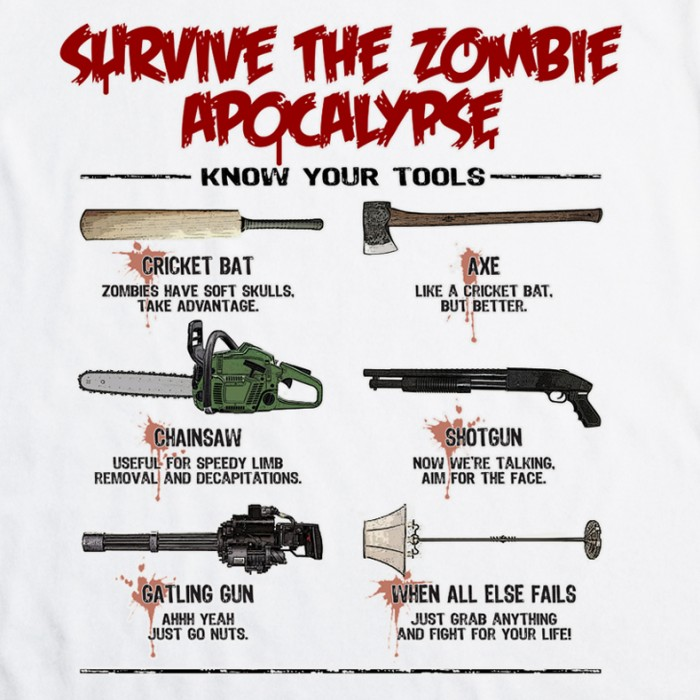 SURVIVE THE ZOMBIE
APOCALYPSE
KNOW YOUR TOOLS
CRICKET BAT
ZOMBIES HAVE SOFT SKULLS,
TAKE ADVANTAGE.
AXE
LIKE A CRICKET BAT,
BUT BETTER.
CHAINSAW
USEFUL FOR SPEEDY LIMB
REMOVAL AND DECAPITATIONS.
SHOTGUN
NOW WE'RE TALKING,
AIM FOR THE FACE.
GATLING GUN
AHHH YEAH
JUST GO NUTS.
WHEN ALL ELSE FAILS
JUST GRAB ANYTHING
AND FIGHT FOR YOUR LIFE!